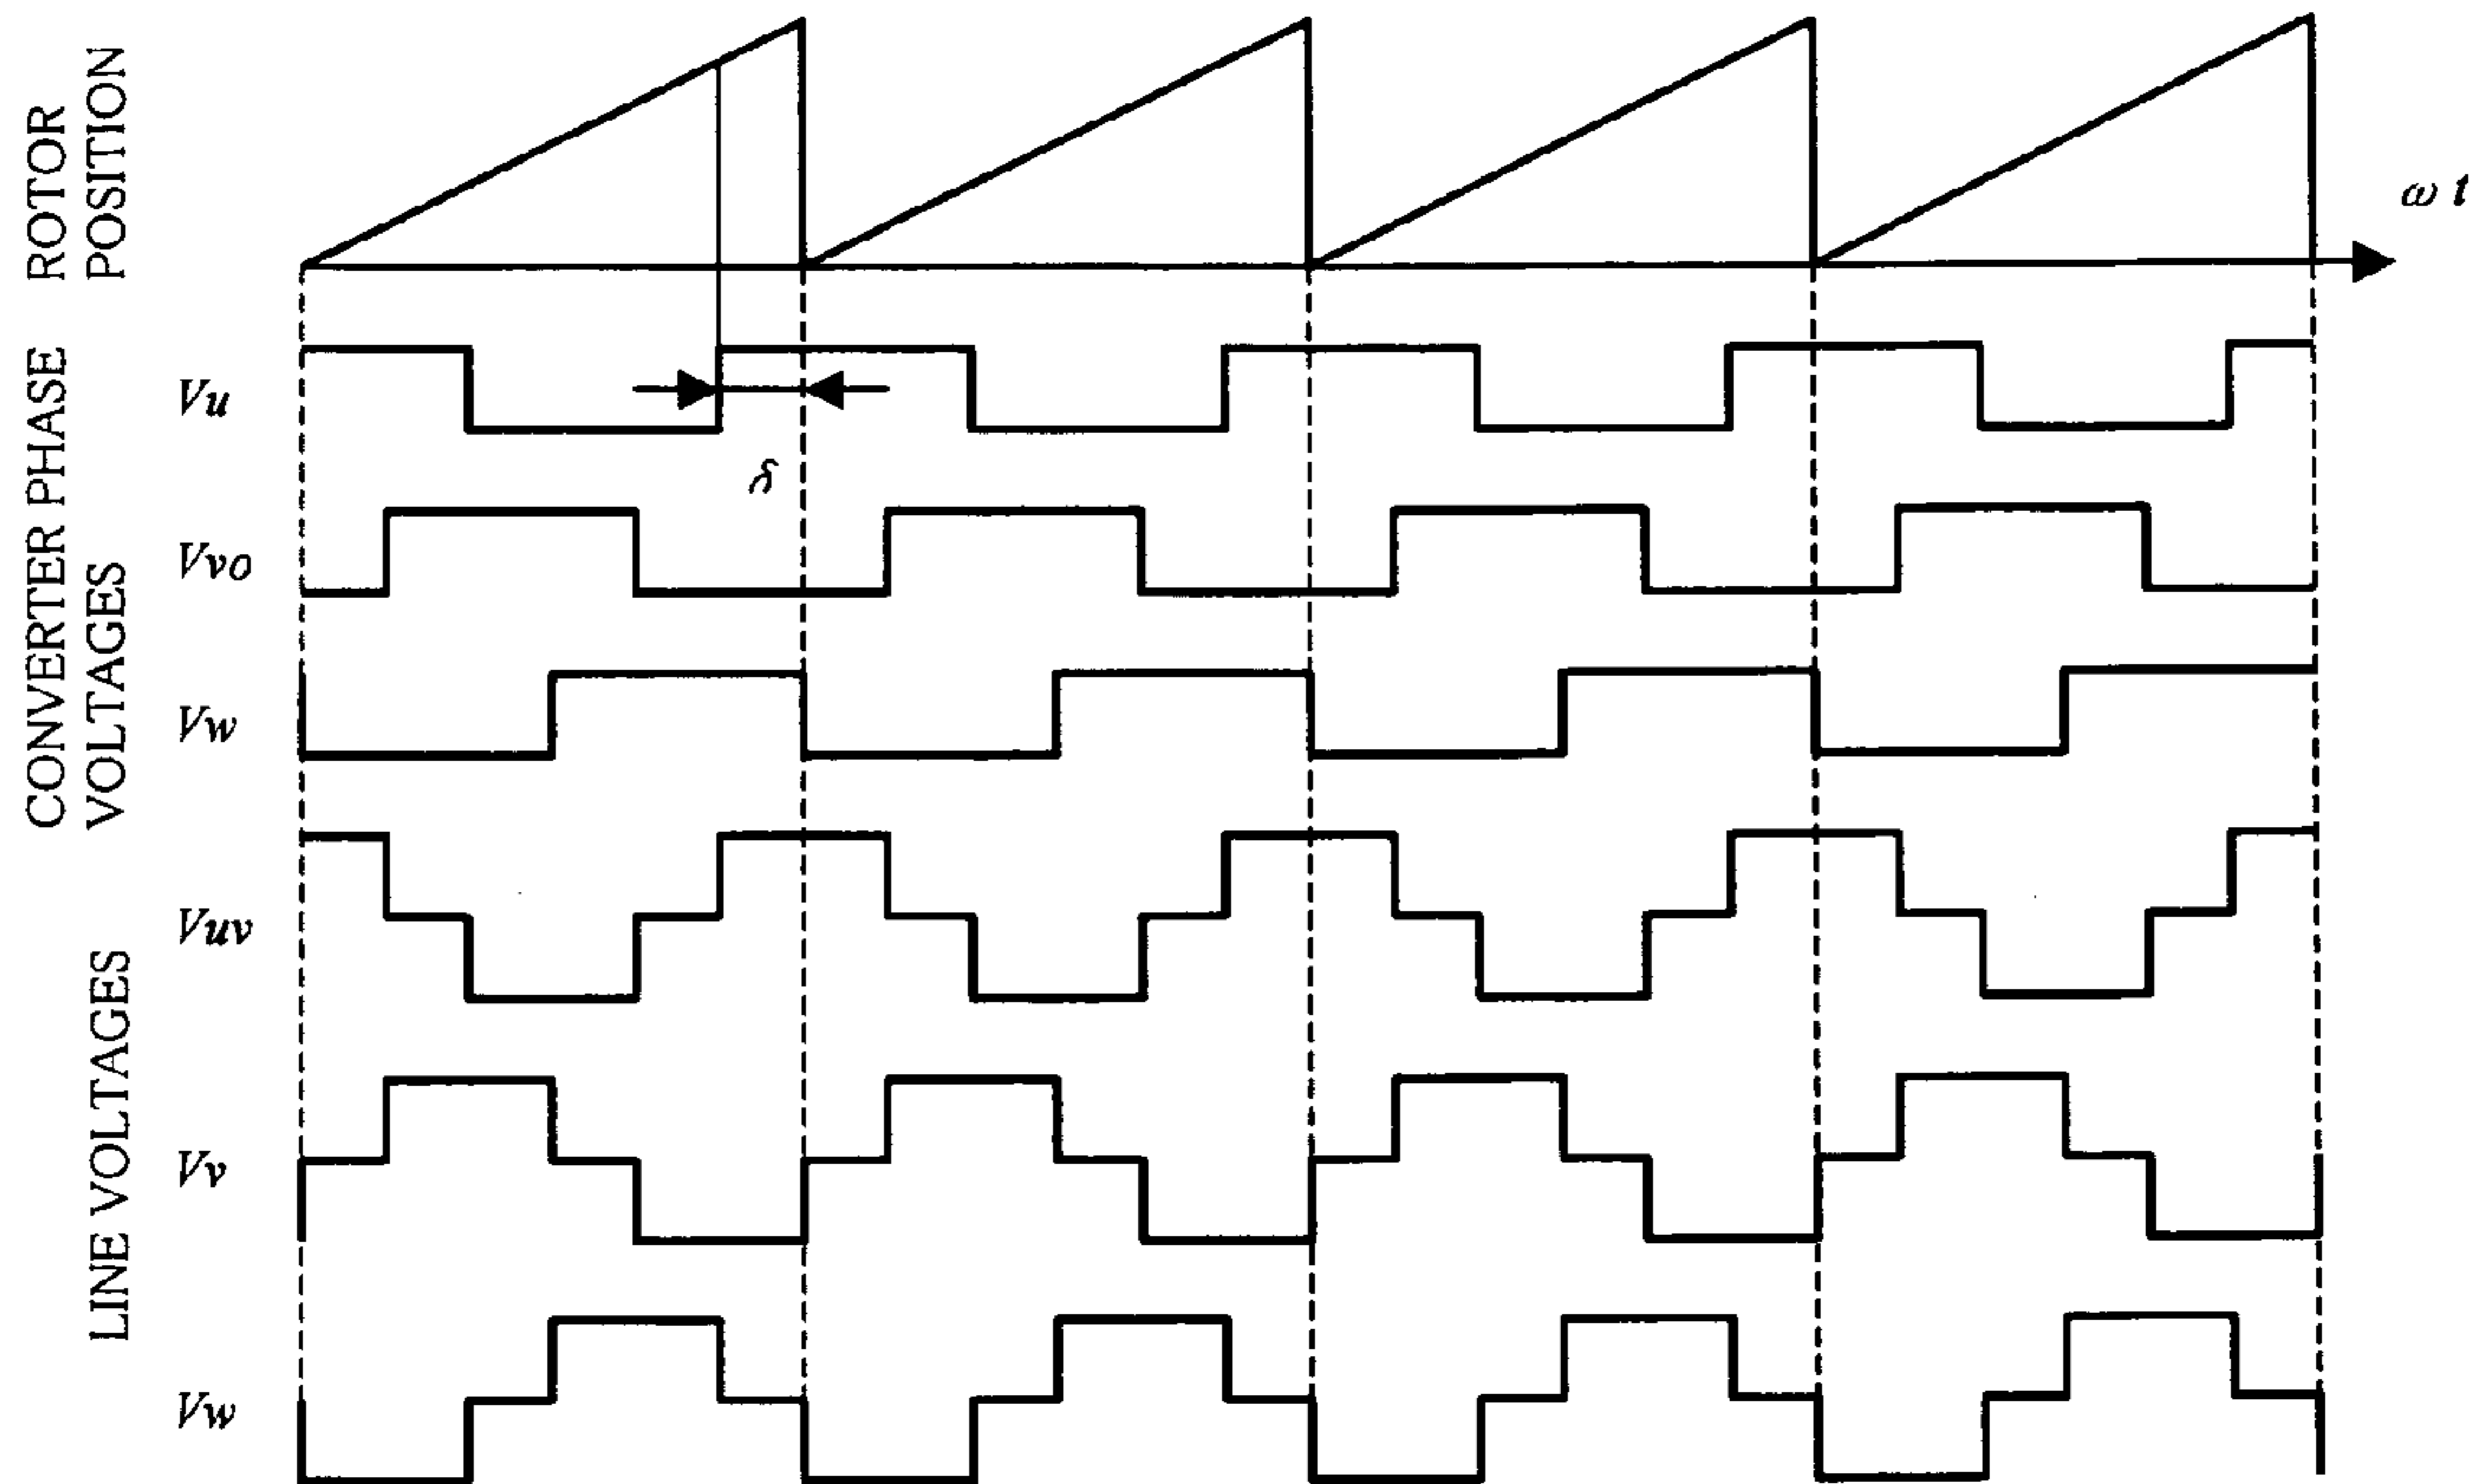 ROTOR
POSITION
ω t
CONVERTER PHASE
VOLTAGES
Vu
δ
Vvo
Vw
LINE VOLTAGES
Vuv
Vv
Vw